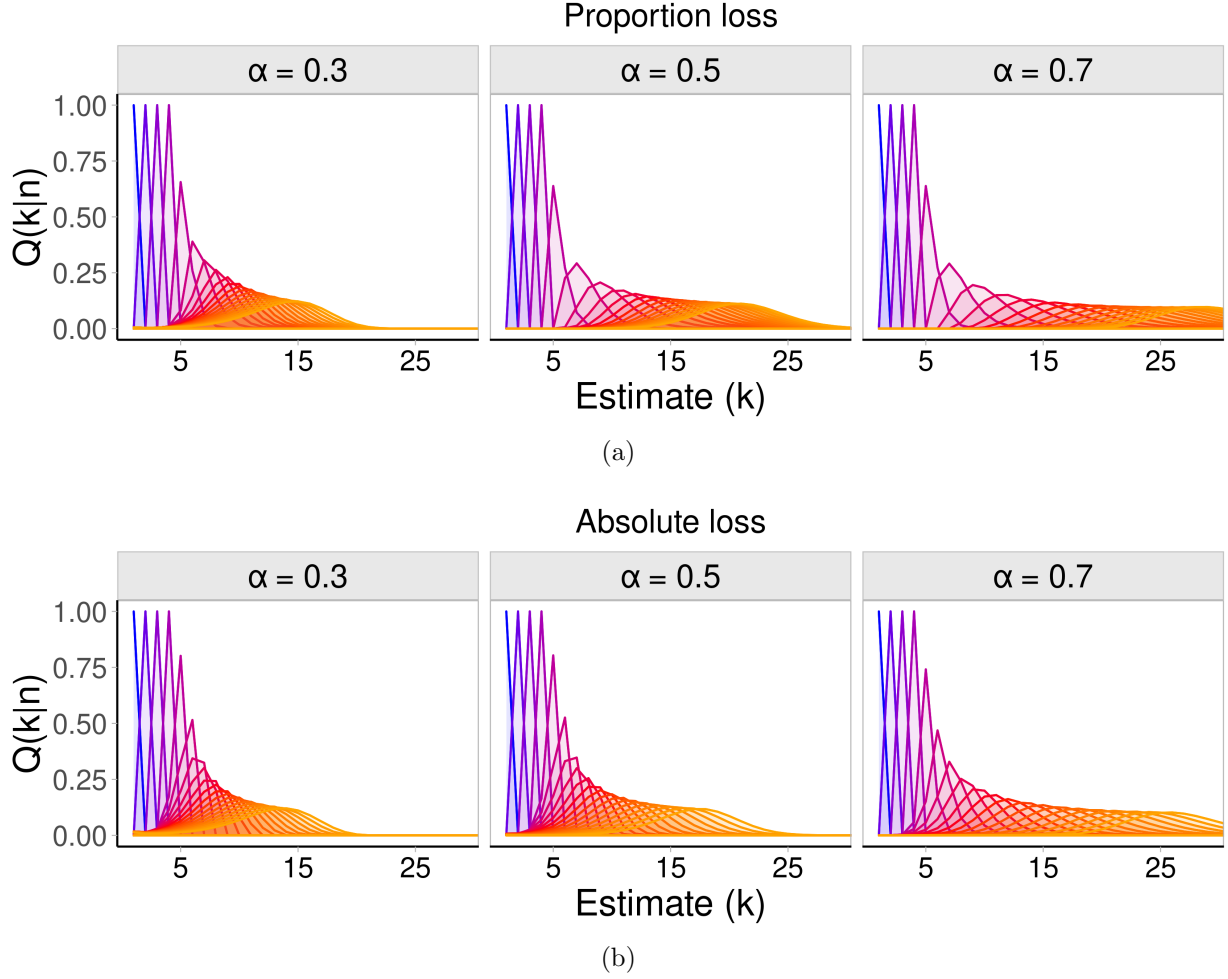 Proportion loss
α = 0.3 α = 0.5 α = 0.7
1.00
0.75
0.50
0.25
0.00
Q(k|n)
5 15 25 5 15 25 5 15 25
Estimate (k)
(a)
Absolute loss
α = 0.3 α = 0.5 α = 0.7
1.00
0.75
0.50
0.25
0.00
Q(k|n)
5 15 25 5 15 25 5 15 25
Estimate (k)
(b)